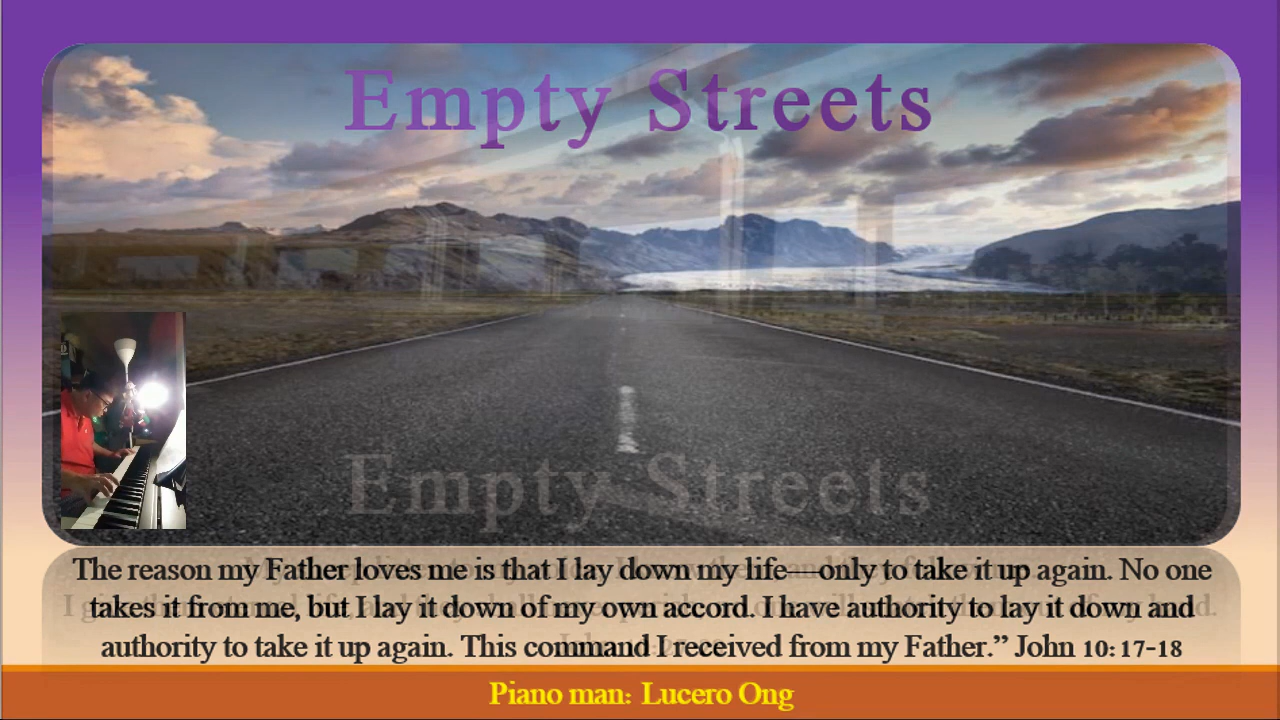 Empty Streets
Empty Streets
The reason my Father loves me is that I lay down my life—only to take it up again. No one
takes it from me, but I lay it down of my own accord. I have authority to lay it down and
authority to take it up again. This command I received from my Father.” John 10:17-18
Piano man: Lucero Ong